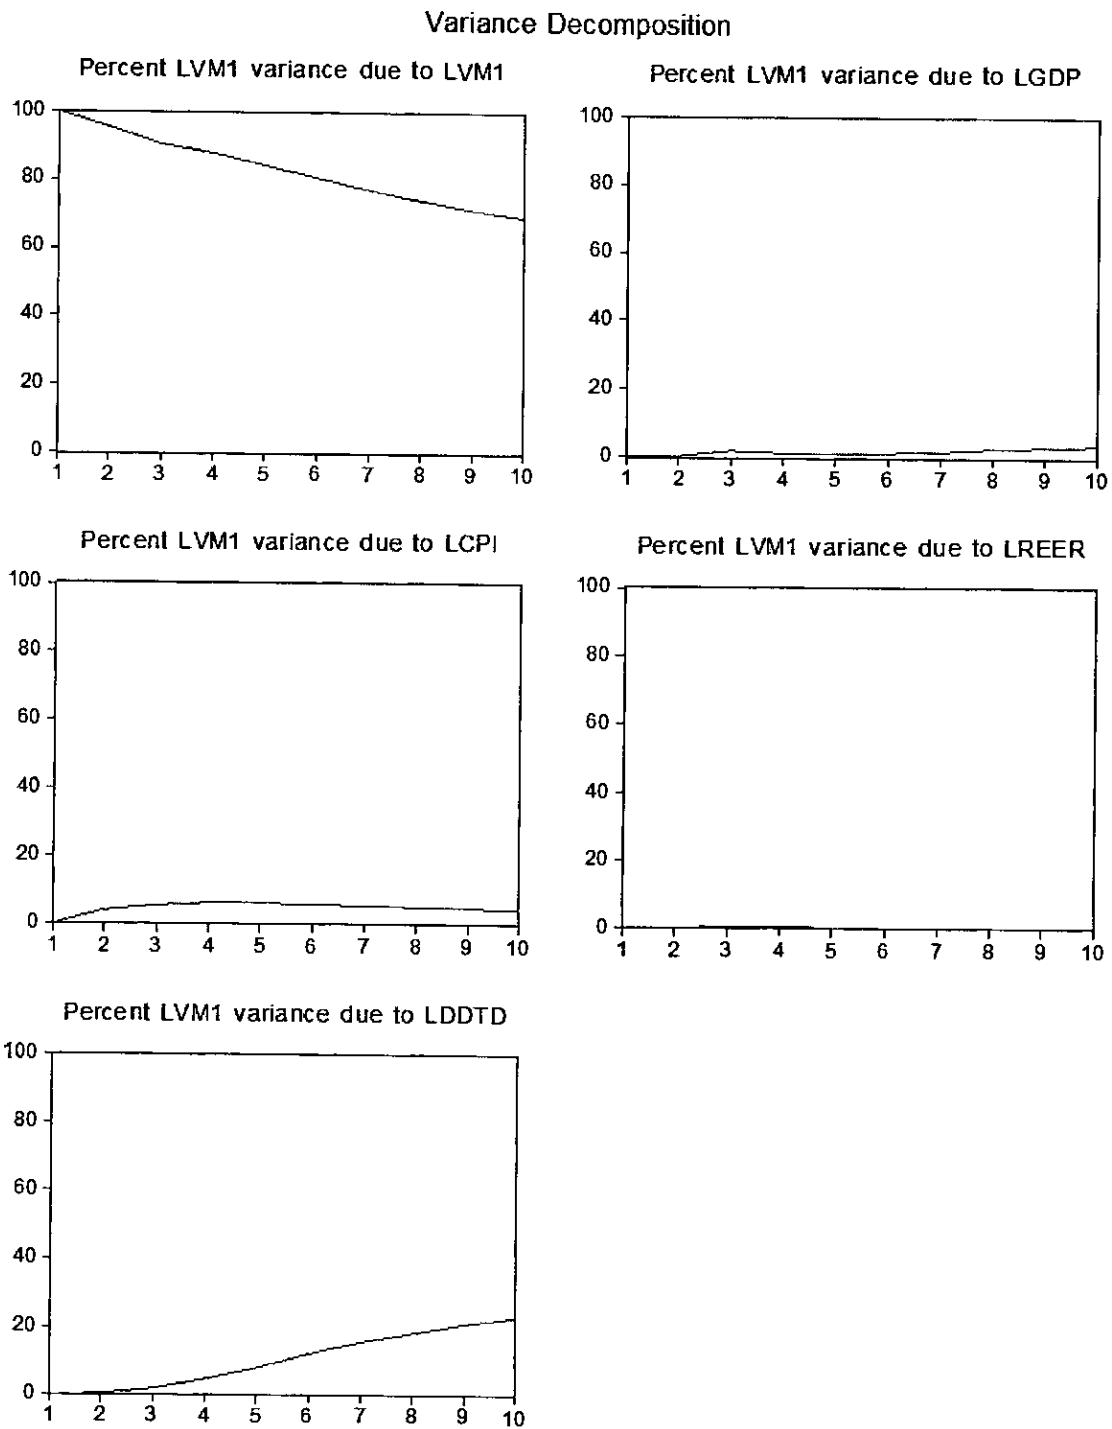 Variance Decomposition
Percent LVM1 variance due to LVM1
100
80
60
40
20
0
1 2 3 4 5 6 7 8 9 10
Percent LVM1 variance due to LGDP
100
80
60
40
20
0
1 2 3 4 5 6 7 8 9 10
Percent LVM1 variance due to LCPI
100
80
60
40
20
0
1 2 3 4 5 6 7 8 9 10
Percent LVM1 variance due to LREER
100
80
60
40
20
0
1 2 3 4 5 6 7 8 9 10
Percent LVM1 variance due to LDDTD
100
80
60
40
20
0
1 2 3 4 5 6 7 8 9 10